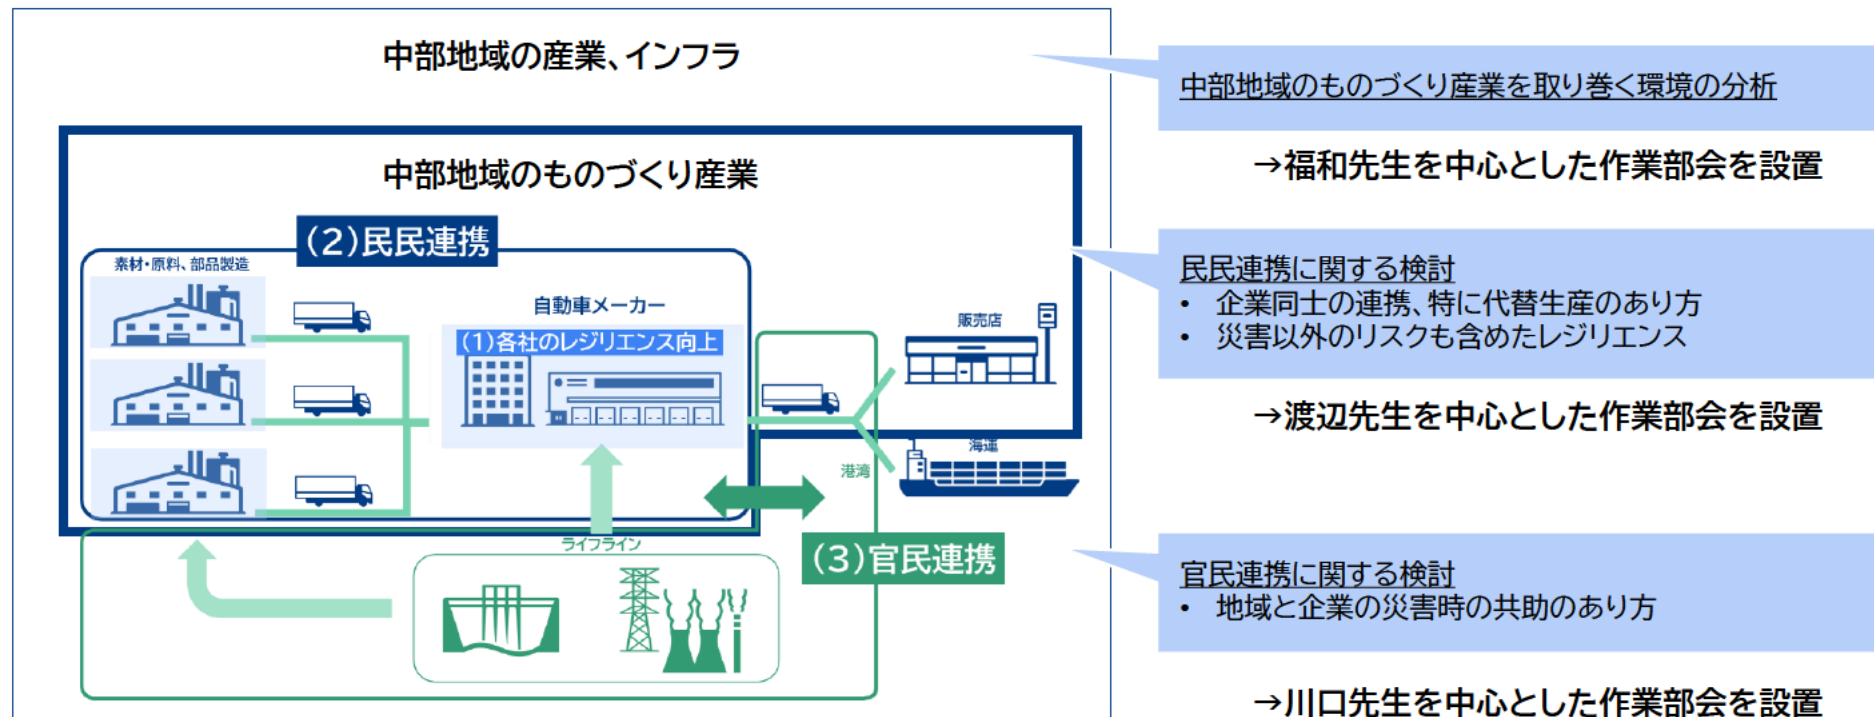 中部地域の産業、インフラ
中部地域のものづくり産業
(2)民民連携
素材・原料、部品製造
自動車メーカー
(1)各社のレジリエンス向上
販売店
海運
港湾
ライフライン
(3)官民連携
中部地域のものづくり産業を取り巻く環境の分析
→福和先生を中心とした作業部会を設置
民民連携に関する検討
• 企業同士の連携、特に代替生産のあり方
• 災害以外のリスクも含めたレジリエンス
→渡辺先生を中心とした作業部会を設置
官民連携に関する検討
• 地域と企業の災害時の共助のあり方
→川口先生を中心とした作業部会を設置